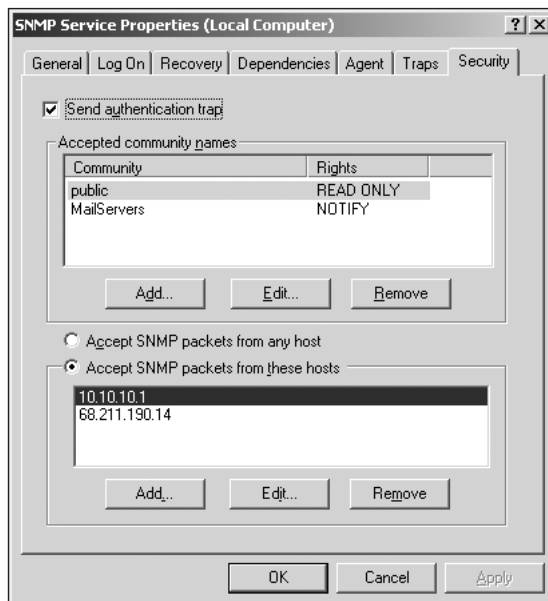 SNMP Service Properties (Local Computer) ? X
General Log On Recovery Dependencies Agent Traps Security
Send authentication trap
Accepted community names
Community Rights
public READ ONLY
MailServers NOTIFY
Add... Edit... Remove
Accept SNMP packets from any host
Accept SNMP packets from these hosts
10.10.10.1
68.211.190.14
Add... Edit... Remove
OK Cancel Apply